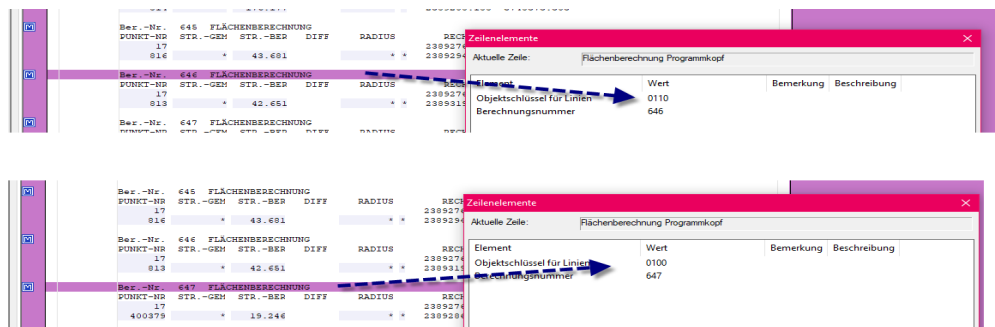 Ber.-Nr. 645 FLÄCHENBERECHNUNG
PUNKT-NR STR.-GEM STR.-BER DIFF RADIUS RECH
17 2389276
816 * 43.681 * * 2389294
Ber.-Nr. 646 FLÄCHENBERECHNUNG
PUNKT-NR STR.-GEM STR.-BER DIFF RADIUS RECH
17 2389276
813 * 42.651 * * 2389319
Ber.-Nr. 647 FLÄCHENBERECHNUNG
PUNKT-NR STR.-GEM STR.-BER DIFF RADIUS RECH
Zeilenelemente
Aktuelle Zeile: Flächenberechnung Programmkopf
Element Wert Bemerkung Beschreibung
Objektschlüssel für Linien 0110
Berechnungsnummer 646
Ber.-Nr. 645 FLÄCHENBERECHNUNG
PUNKT-NR STR.-GEM STR.-BER DIFF RADIUS RECH
17 2389276
816 * 43.681 * * 2389294
Ber.-Nr. 646 FLÄCHENBERECHNUNG
PUNKT-NR STR.-GEM STR.-BER DIFF RADIUS RECH
17 2389276
813 * 42.651 * * 2389319
Ber.-Nr. 647 FLÄCHENBERECHNUNG
PUNKT-NR STR.-GEM STR.-BER DIFF RADIUS RECH
17 2389276
400379 * 19.246 * * 2389286
Zeilenelemente
Aktuelle Zeile: Flächenberechnung Programmkopf
Element Wert Bemerkung Beschreibung
Objektschlüssel für Linien 0100
Berechnungsnummer 647